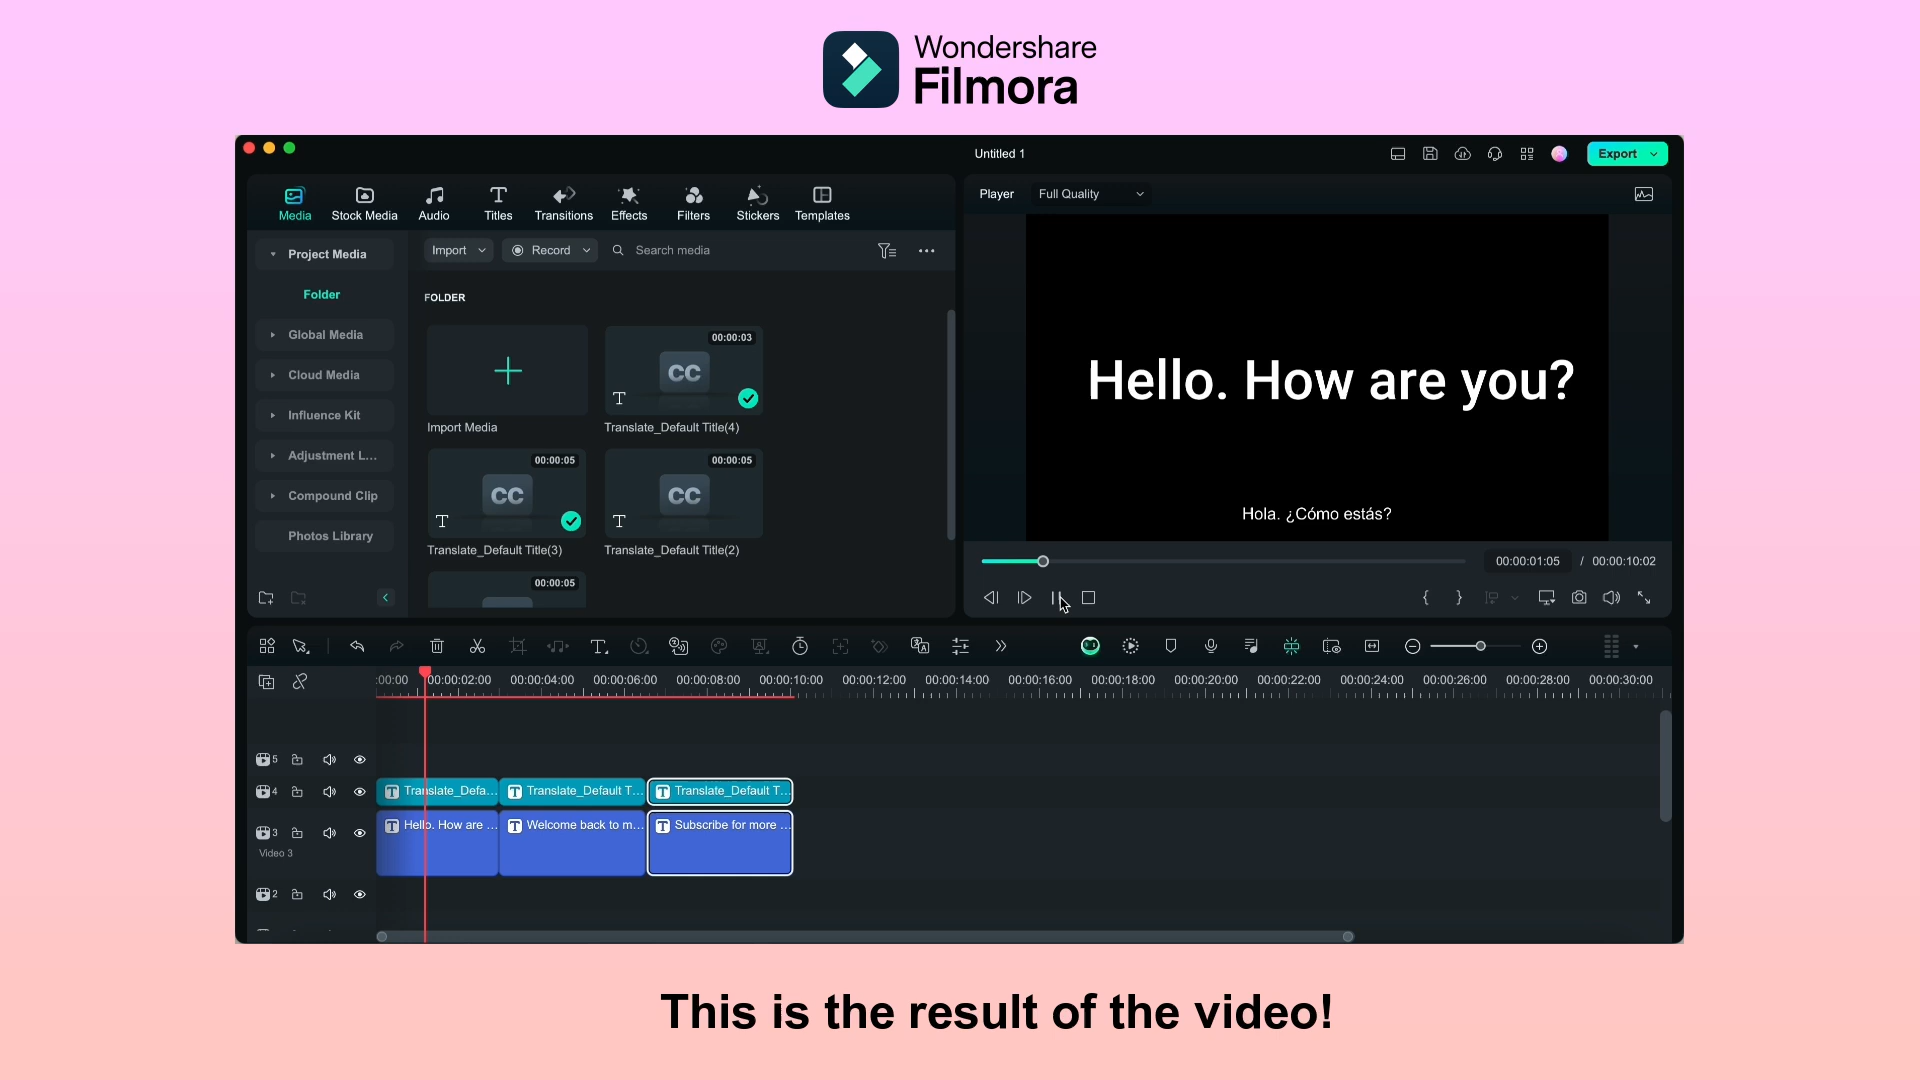 Wondershare
Filmora
Untitled 1
Export
Media
Stock Media
Audio
Titles
Transitions
Effects
Filters
Stickers
Templates
Player
Full Quality
Project Media
Folder
Global Media
Cloud Media
Influence Kit
Adjustment L...
Compound Clip
Photos Library
Import
Record
Search media
FOLDER
Import Media
00:00:03
CC
T
Translate_Default Title(4)
00:00:05
CC
T
Translate_Default Title(3)
00:00:05
CC
T
Translate_Default Title(2)
00:00:05
Hello. How are you?
Hola. ¿Cómo estás?
00:00:01:05 / 00:00:10:02
:00:00 00:00:02:00 00:00:04:00 00:00:06:00 00:00:08:00 00:00:10:00 00:00:12:00 00:00:14:00 00:00:16:00 00:00:18:00 00:00:20:00 00:00:22:00 00:00:24:00 00:00:26:00 00:00:28:00 00:00:30:00
5
4
T Translate_Defa... T Translate_Default T... T Translate_Default T...
3
T Hello. How are ... T Welcome back to m... T Subscribe for more ...
Video 3
2
This is the result of the video!